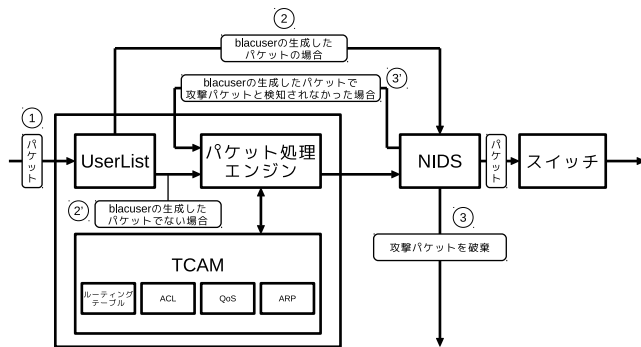 ②
blacuserの生成した
パケットの場合
blacuserの生成したパケットで
攻撃パケットと検知されなかった場合
③'
①
パケット
UserList
パケット処理
エンジン
NIDS
パケット
スイッチ
②'
blacuserの生成した
パケットでない場合
③
攻撃パケットを破棄
TCAM
ルーティング
テーブル
ACL
QoS
ARP